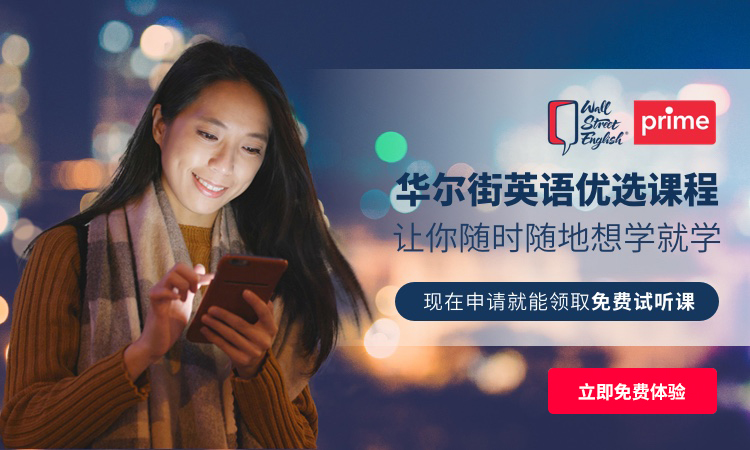 Wall
Street
English®
prime
华尔街英语优选课程
让你随时随地想学就学
现在申请就能领取免费试听课
立即免费体验